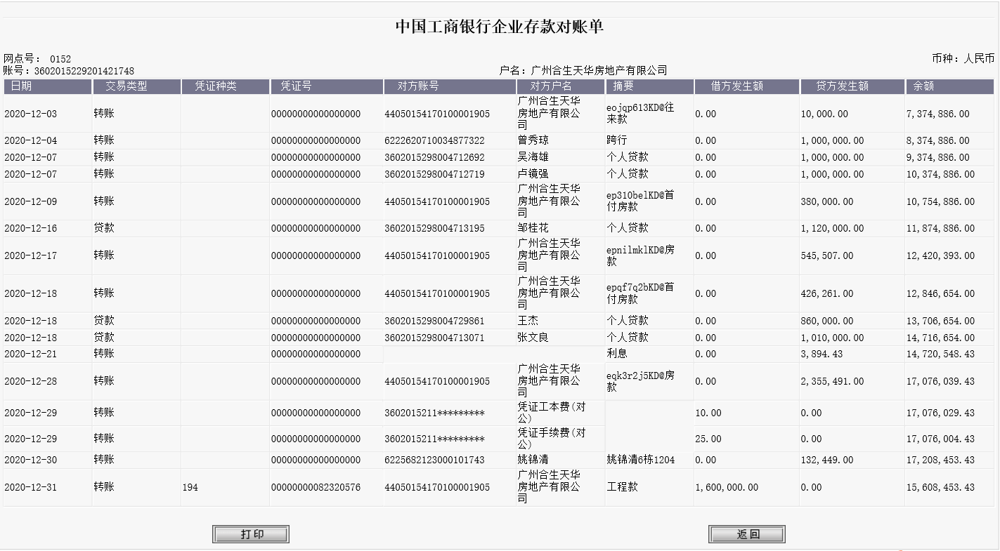 中国工商银行企业存款对账单
网点号： 0152
币种：人民币
账号：3602015229201421748
户名：广州合生天华房地产有限公司
日期 交易类型 凭证种类 凭证号 对方账号 对方户名 摘要 借方发生额 贷方发生额 余额
2020-12-03 转账 00000000000000000 44050154170100001905 广州合生天华房地产有限公司 eojqp613KD@往来款 0.00 10,000.00 7,374,886.00
2020-12-04 转账 00000000000000000 6222620710034877322 曾秀琼 跨行 0.00 1,000,000.00 8,374,886.00
2020-12-07 转账 00000000000000000 3602015298004712692 吴海雄 个人贷款 0.00 1,000,000.00 9,374,886.00
2020-12-07 转账 00000000000000000 3602015298004712719 卢镜强 个人贷款 0.00 1,000,000.00 10,374,886.00
2020-12-09 转账 00000000000000000 44050154170100001905 广州合生天华房地产有限公司 ep310belKD@首付房款 0.00 380,000.00 10,754,886.00
2020-12-16 贷款 00000000000000000 3602015298004713195 邹桂花 个人贷款 0.00 1,120,000.00 11,874,886.00
2020-12-17 转账 00000000000000000 44050154170100001905 广州合生天华房地产有限公司 epnilmklKD@房款 0.00 545,507.00 12,420,393.00
2020-12-18 转账 00000000000000000 44050154170100001905 广州合生天华房地产有限公司 epqf7q2bKD@首付房款 0.00 426,261.00 12,846,654.00
2020-12-18 贷款 00000000000000000 3602015298004729861 王杰 个人贷款 0.00 860,000.00 13,706,654.00
2020-12-18 贷款 00000000000000000 3602015298004713071 张文良 个人贷款 0.00 1,010,000.00 14,716,654.00
2020-12-21 转账 00000000000000000 利息 0.00 3,894.43 14,720,548.43
2020-12-28 转账 00000000000000000 44050154170100001905 广州合生天华房地产有限公司 eqk3r2j5KD@房款 0.00 2,355,491.00 17,076,039.43
2020-12-29 转账 00000000000000000 3602015211********* 凭证工本费(对公) 10.00 0.00 17,076,029.43
2020-12-29 转账 00000000000000000 3602015211********* 凭证手续费(对公) 25.00 0.00 17,076,004.43
2020-12-30 转账 00000000000000000 6225682123000101743 姚锦清 姚锦清6栋1204 0.00 132,449.00 17,208,453.43
2020-12-31 转账 194 00000000082320576 44050154170100001905 广州合生天华房地产有限公司 工程款 1,600,000.00 0.00 15,608,453.43
打印 返回